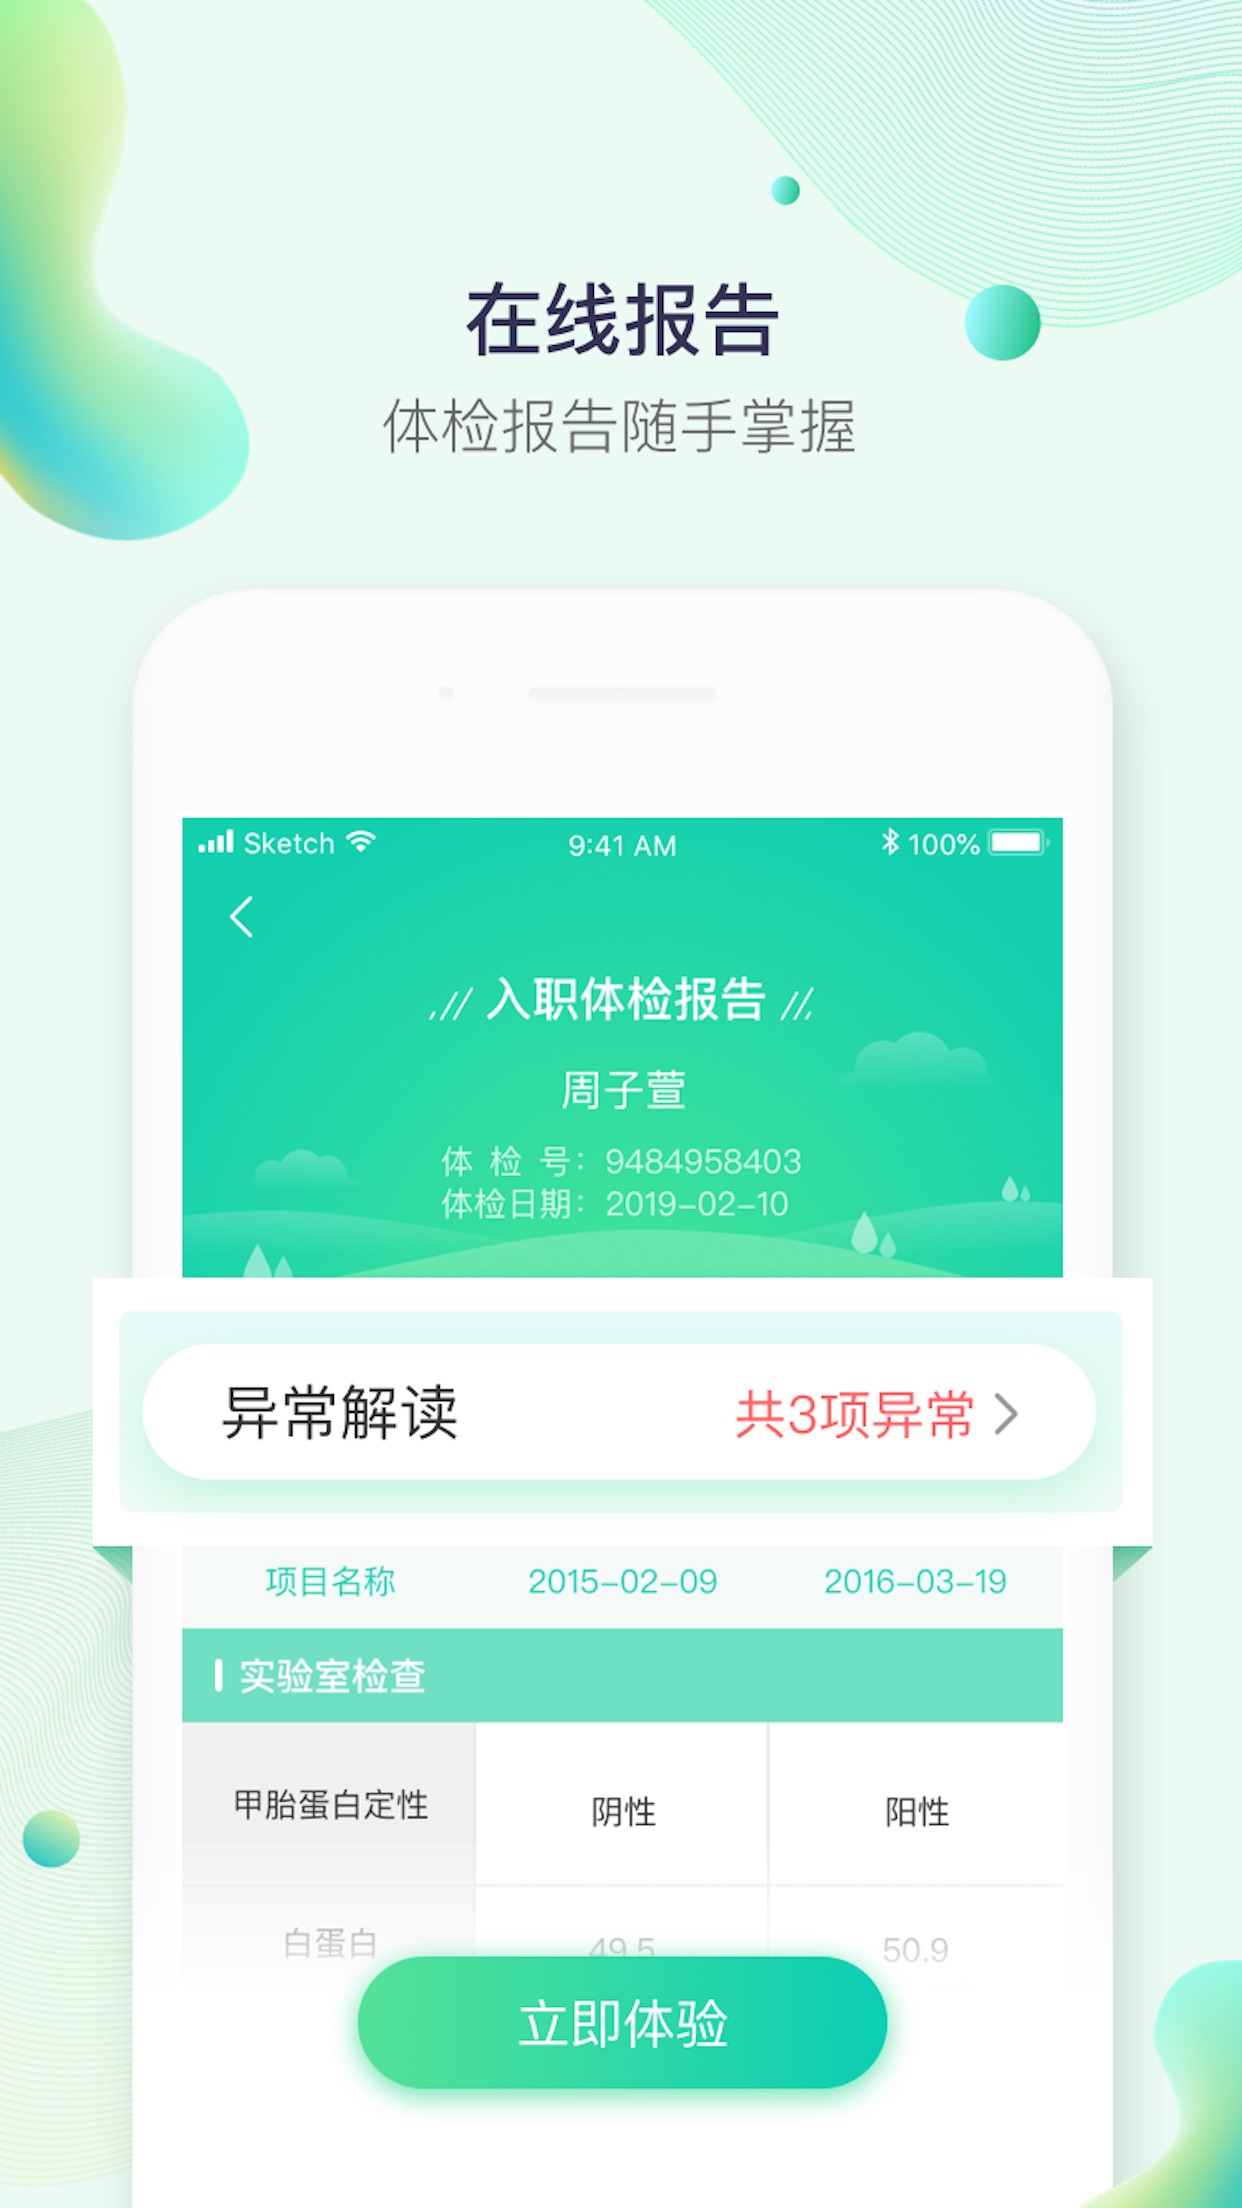 在线报告
体检报告随手掌握
Sketch 9:41 AM 100%
入职体检报告
周子萱
体检号：9484958403
体检日期：2019-02-10
异常解读 共3项异常
项目名称 2015-02-09 2016-03-19
实验室检查
甲胎蛋白定性 阴性 阳性
白蛋白 49.5 50.9
立即体验